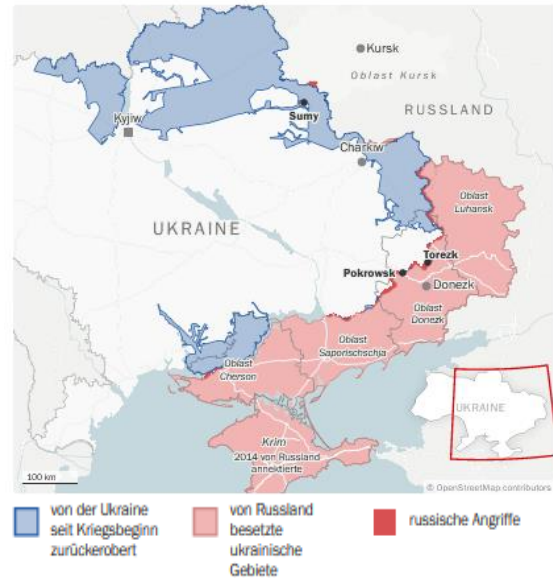 Kursk
Oblast Kursk
RUSSLAND
Sumy
Kyjiw
Charkiw
Oblast
Luhansk
UKRAINE
Torezk
Pokrowsk
Donezk
Oblast
Donezk
Oblast
Saporischschja
Oblast
Cherson
UKRAINE
Krim
2014 von Russland
annektierte
100 km
© OpenStreetMap contributors
von der Ukraine
seit Kriegsbeginn
zurückerobert
von Russland
besetzte
ukrainische
Gebiete
russische Angriffe